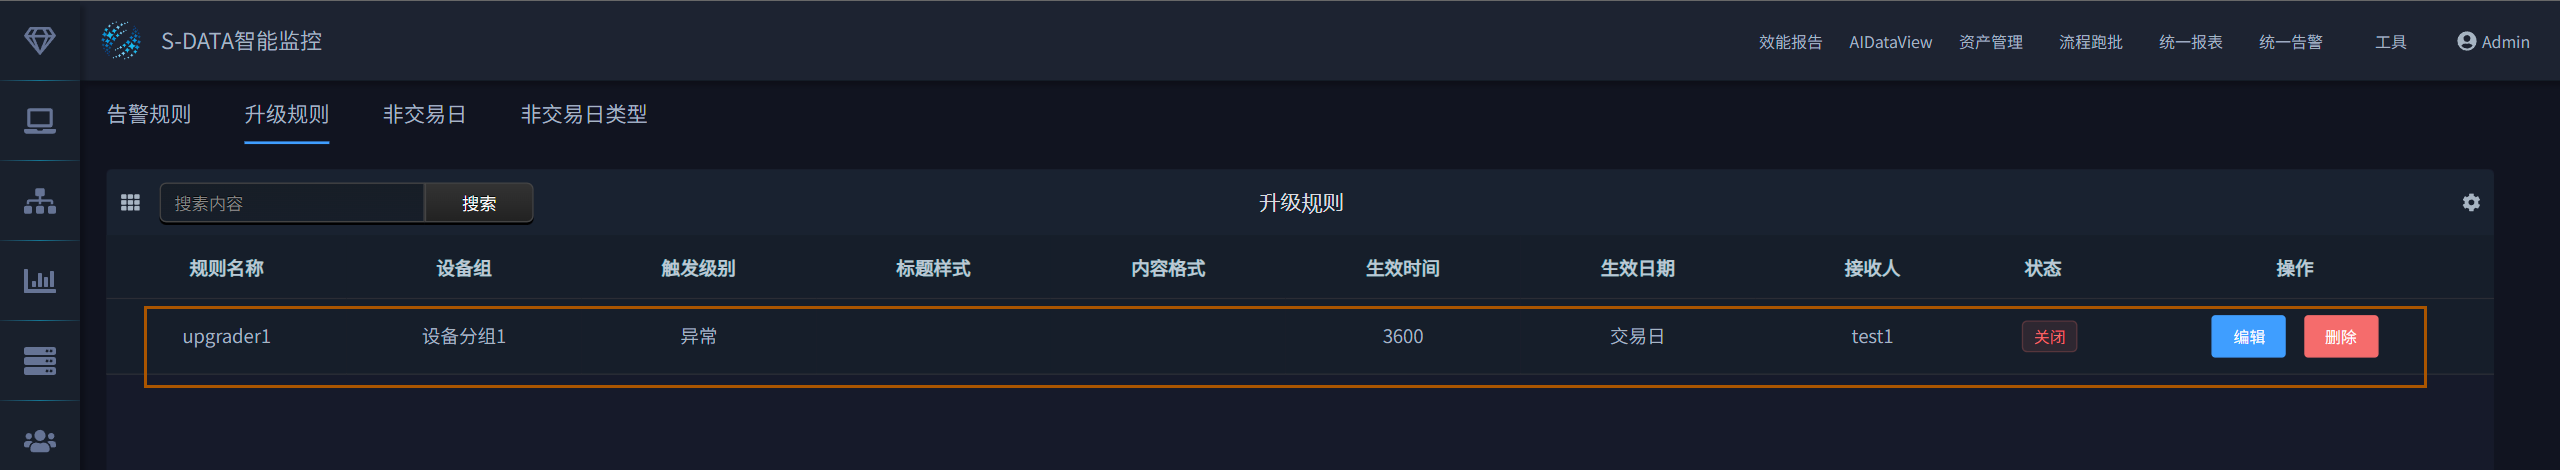 S-DATA智能监控
效能报告 AIDataView 资产管理 流程跑批 统一报表 统一告警 工具 Admin
告警规则 升级规则 非交易日 非交易日类型
搜素内容 搜索 升级规则
规则名称 设备组 触发级别 标题样式 内容格式 生效时间 生效日期 接收人 状态 操作
upgrader1 设备分组1 异常 3600 交易日 test1 关闭 编辑 删除